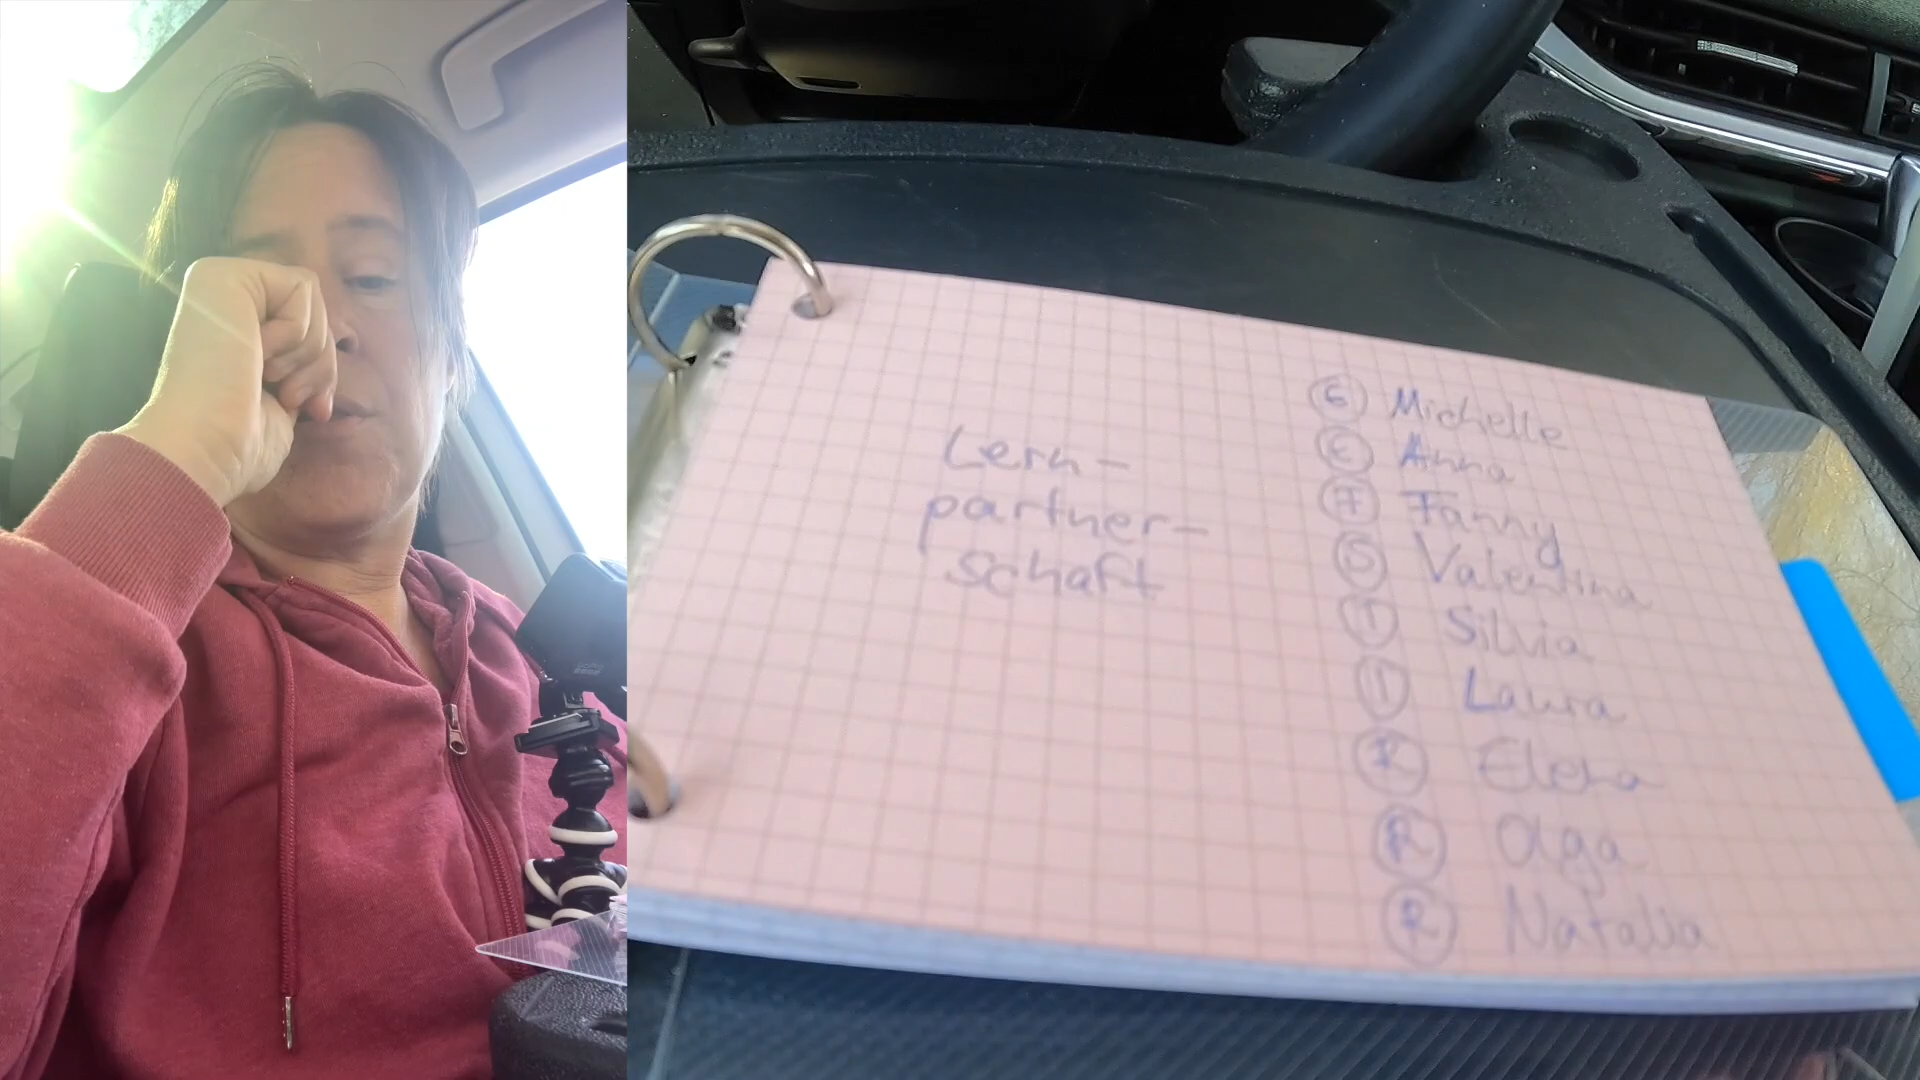 Lern-
partner-
schaft
G Michelle
E Anna
F Fanny
S Valentina
I Silvia
I Laura
R Elena
R Olga
R Natalia